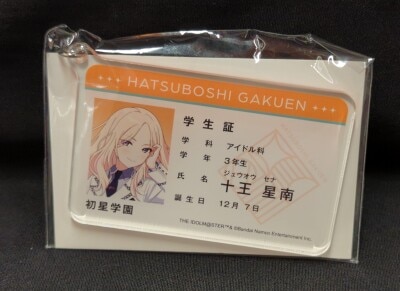 HATSUBOSHI GAKUEN
学生証
学科 アイドル科
学年 3年生
ジュウオウ セナ
氏名 十王 星南
誕生日 12月 7日
初星学園
THE IDOLM@STER™& ©Bandai Namco Entertainment Inc.